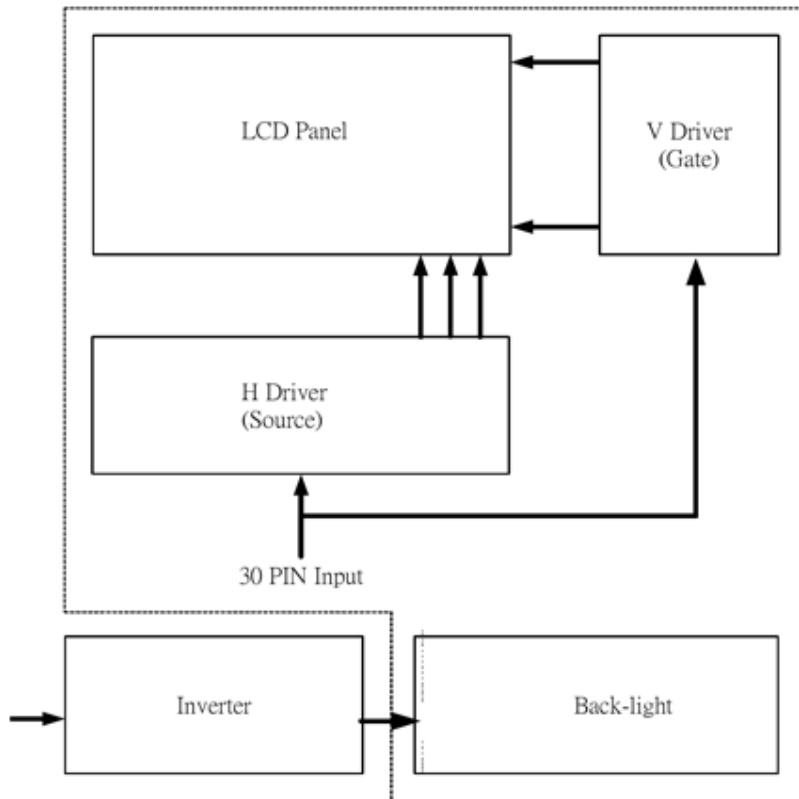 LCD Panel
V Driver
(Gate)
H Driver
(Source)
30 PIN Input
Inverter
Back-light